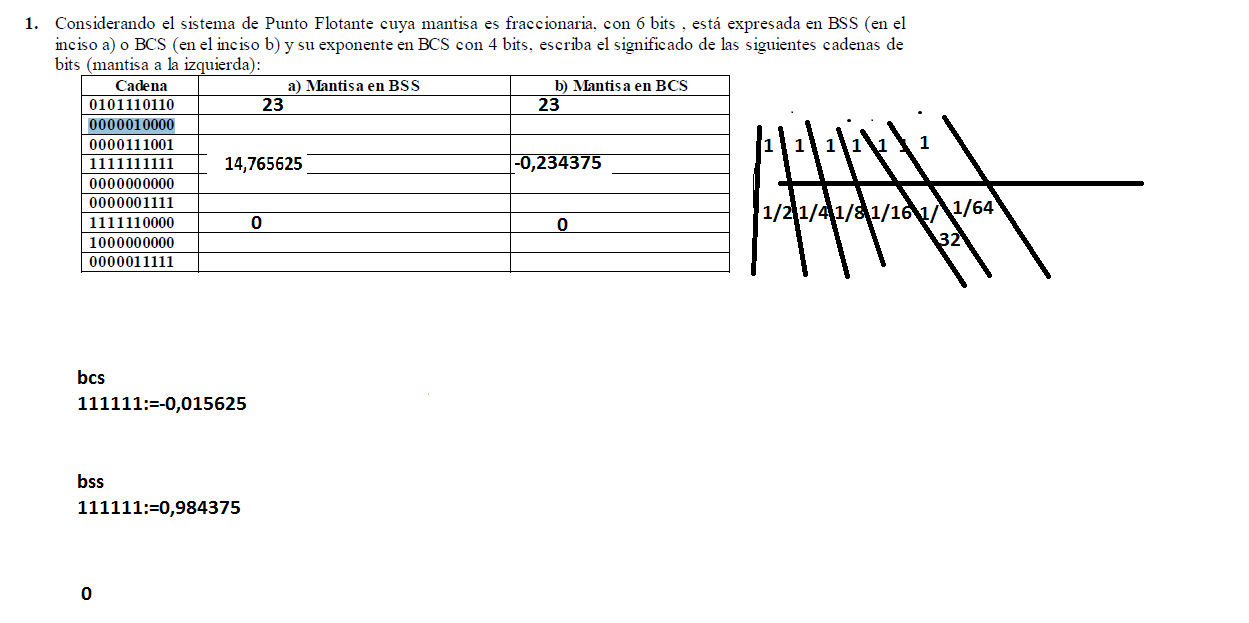 1. Considerando el sistema de Punto Flotante cuya mantisa es fraccionaria, con 6 bits , está expresada en BSS (en el
inciso a) o BCS (en el inciso b) y su exponente en BCS con 4 bits, escriba el significado de las siguientes cadenas de
bits (mantisa a la izquierda):
Cadena a) Mantisa en BSS b) Mantisa en BCS
0101110110 23 23
0000010000
0000111001
1111111111 14,765625 -0,234375
0000000000
0000001111
1111110000 0 0
1000000000
0000011111
1 1 1 1 1 1 1
1/2 1/4 1/8 1/16 1/ 1/64
32
bcs
111111:=-0,015625
bss
111111:=0,984375
0